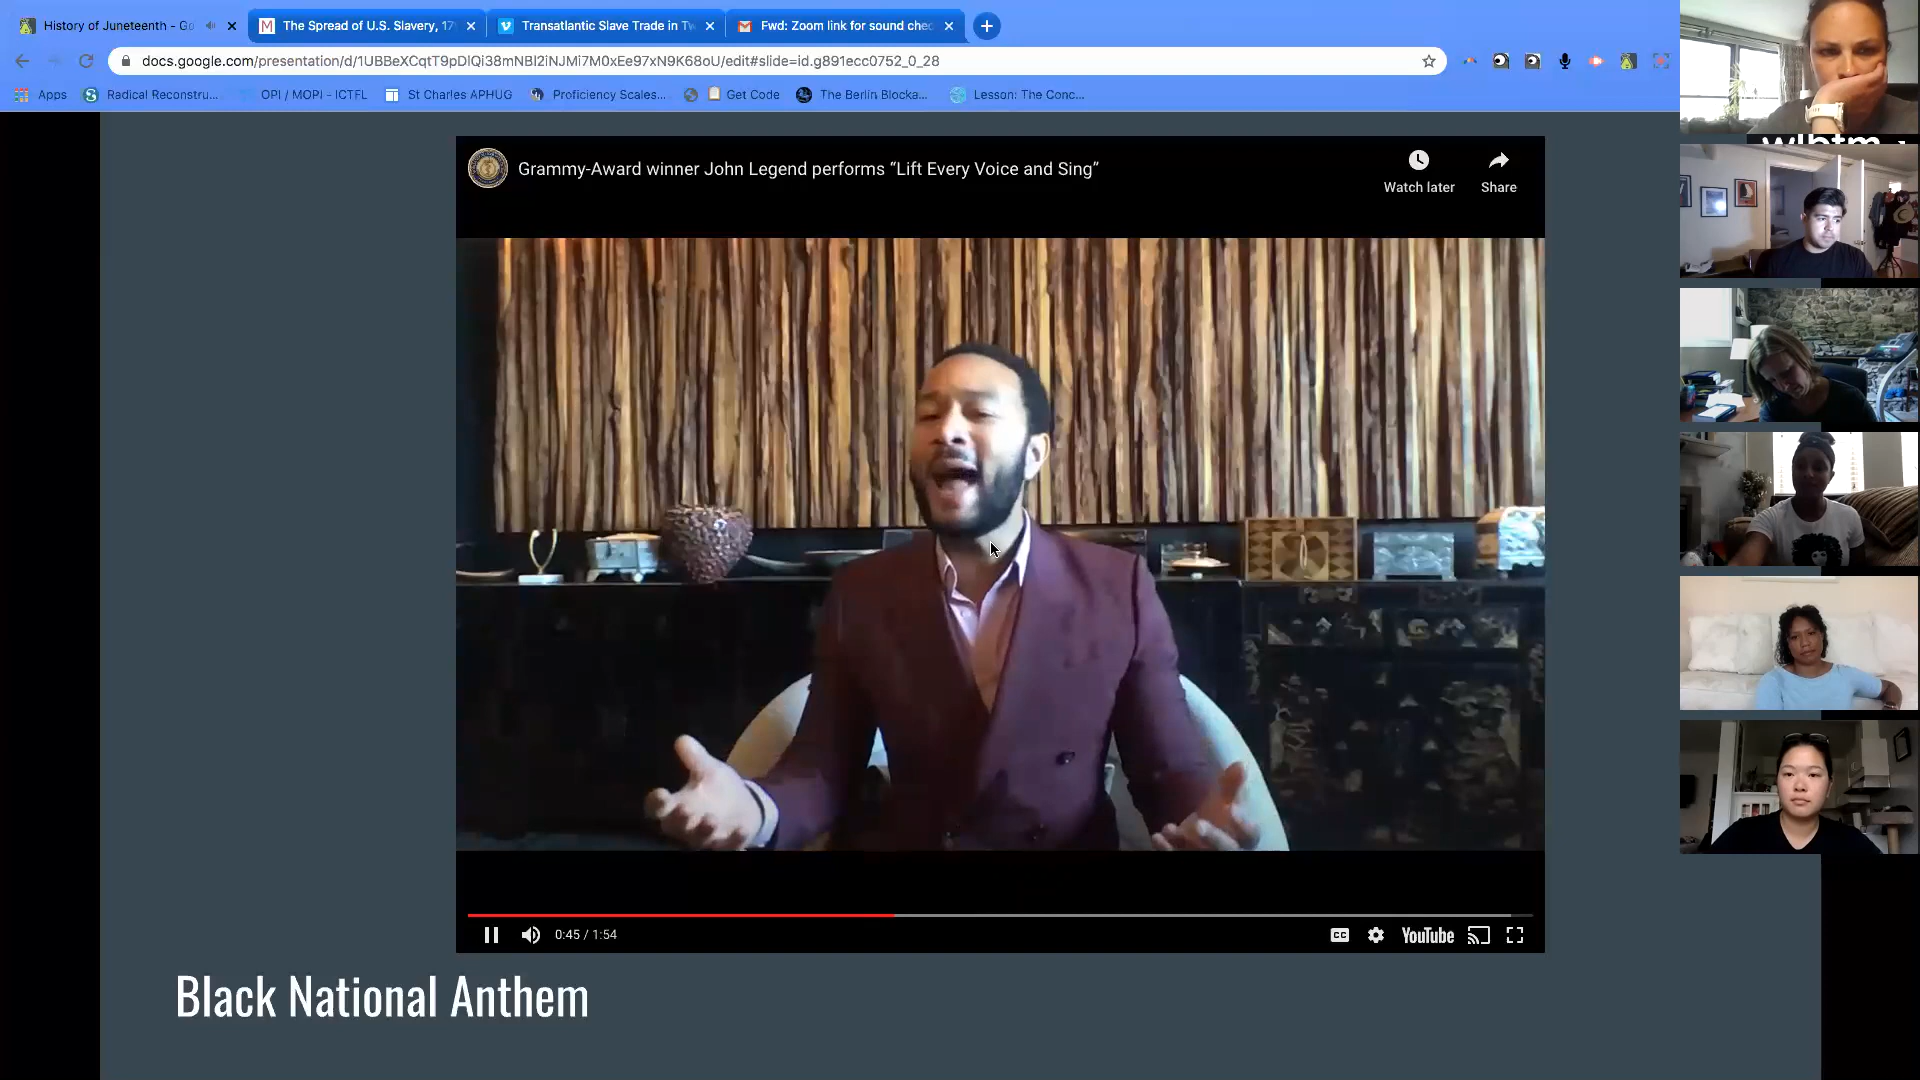 History of Juneteenth - Go
The Spread of U.S. Slavery, 17
Transatlantic Slave Trade in Tw
Fwd: Zoom link for sound chec
docs.google.com/presentation/d/1UBBeXCqtT9pDlQi38mNBl2iNJMi7M0xEe97xN9K68oU/edit#slide=id.g891ecc0752_0_28
Apps
Radical Reconstru...
OPI / MOPI - ICTFL
St Charles APHUG
Proficiency Scales...
Get Code
The Berlin Blocka...
Lesson: The Conc...
Grammy-Award winner John Legend performs “Lift Every Voice and Sing”
Watch later
Share
0:45 / 1:54
CC
YouTube
Black National Anthem